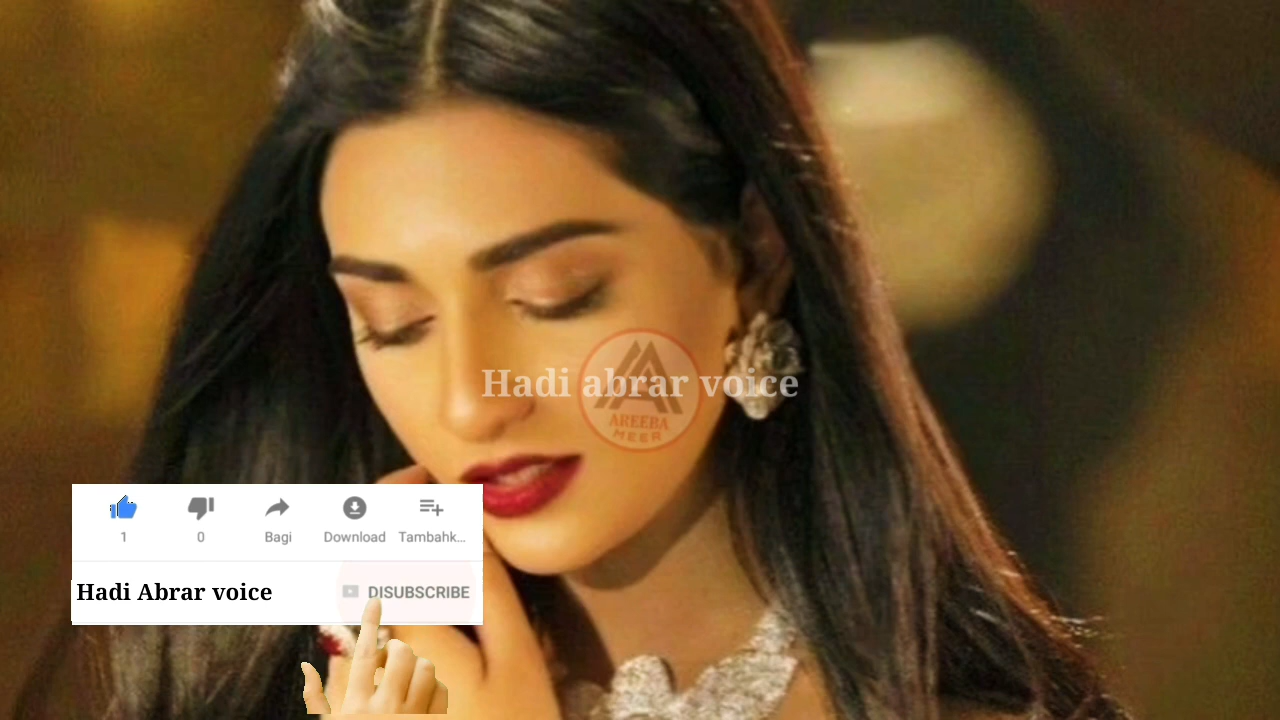 Hadi abrar voice
AREEBA
MEER
1 0 Bagi Download Tambahk...
Hadi Abrar voice DISUBSCRIBE